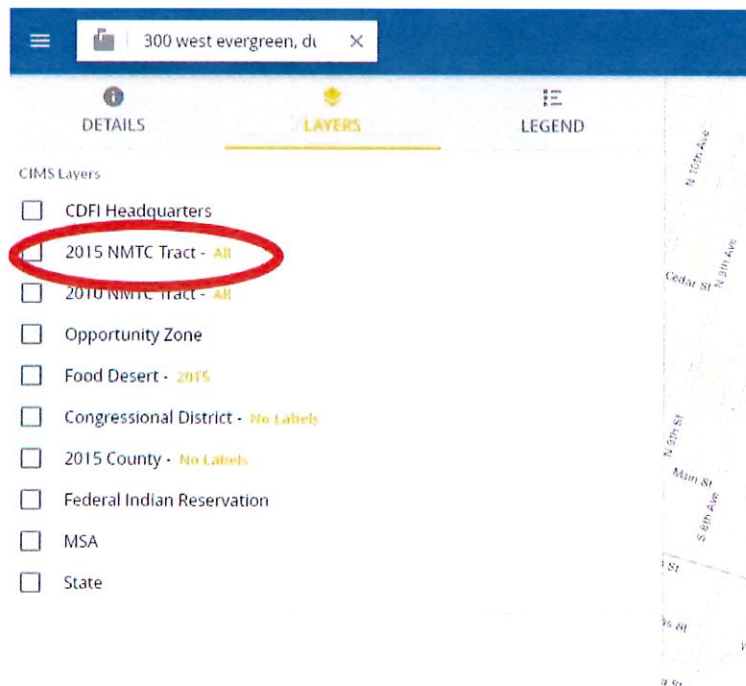 300 west evergreen, du
DETAILS
LAYERS
LEGEND
CIMS Layers
CDFI Headquarters
2015 NMTC Tract - All
2010 NMTC Tract - All
Opportunity Zone
Food Desert - 2015
Congressional District - No Labels
2015 County - No Labels
Federal Indian Reservation
MSA
State
N 10th Ave
N 9th Ave
Cedar St
N 9th St
Main St
S 8th Ave
St
St
St